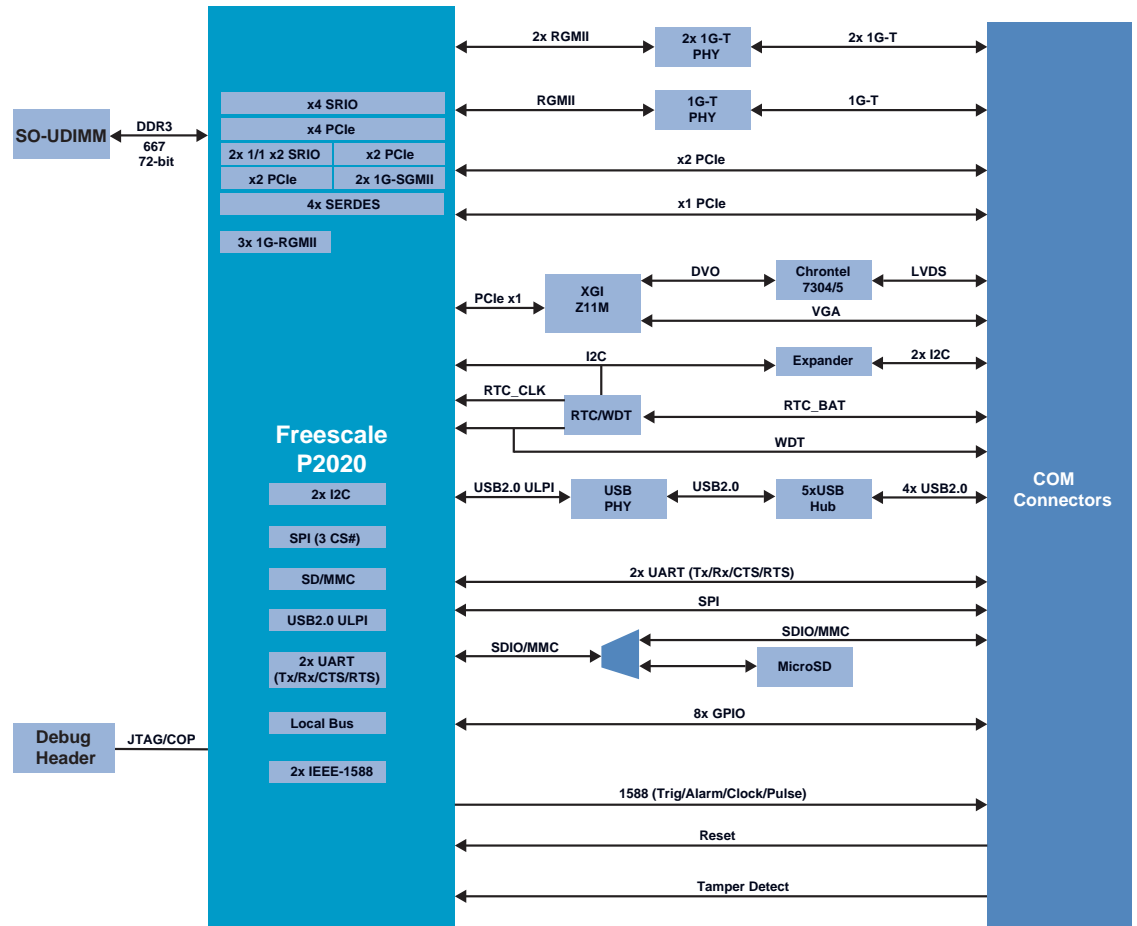 2x RGMII
2x 1G-T
PHY
2x 1G-T
x4 SRIO
RGMII
1G-T
PHY
1G-T
SO-UDIMM
DDR3
667
72-bit
x4 PCIe
2x 1/1 x2 SRIO
x2 PCIe
x2 PCIe
x2 PCIe
2x 1G-SGMII
4x SERDES
x1 PCIe
3x 1G-RGMII
PCIe x1
XGI
Z11M
DVO
Chrontel
7304/5
LVDS
VGA
I2C
Expander
2x I2C
RTC_CLK
RTC/WDT
RTC_BAT
WDT
Freescale
P2020
COM
Connectors
2x I2C
USB2.0 ULPI
USB
PHY
USB2.0
5xUSB
Hub
4x USB2.0
SPI (3 CS#)
SD/MMC
2x UART (Tx/Rx/CTS/RTS)
SPI
USB2.0 ULPI
SDIO/MMC
SDIO/MMC
MicroSD
2x UART
(Tx/Rx/CTS/RTS)
Local Bus
8x GPIO
Debug
Header
JTAG/COP
2x IEEE-1588
1588 (Trig/Alarm/Clock/Pulse)
Reset
Tamper Detect